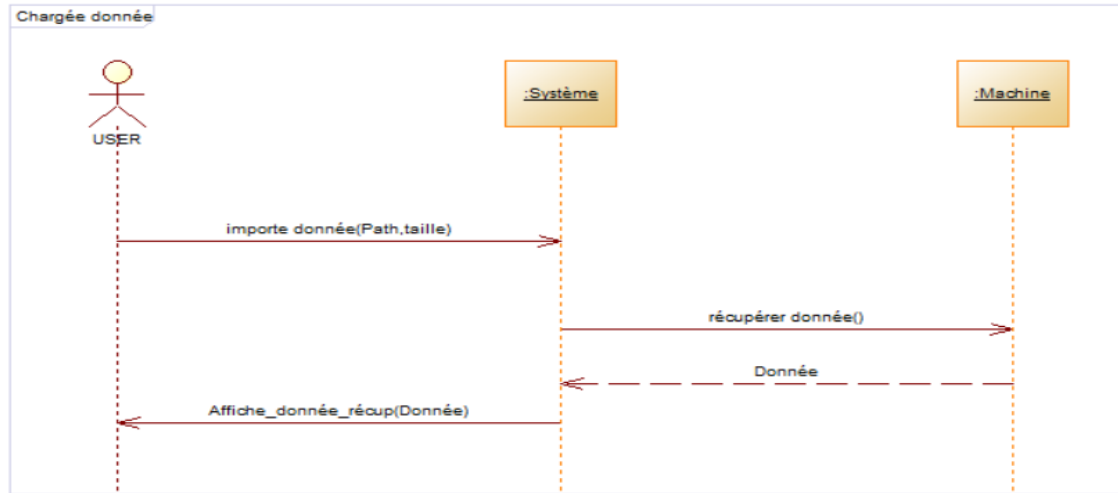 Chargée donnée
:Système
:Machine
USER
importe donnée(Path,taille)
récupérer donnée()
Donnée
Affiche_donnée_récup(Donnée)